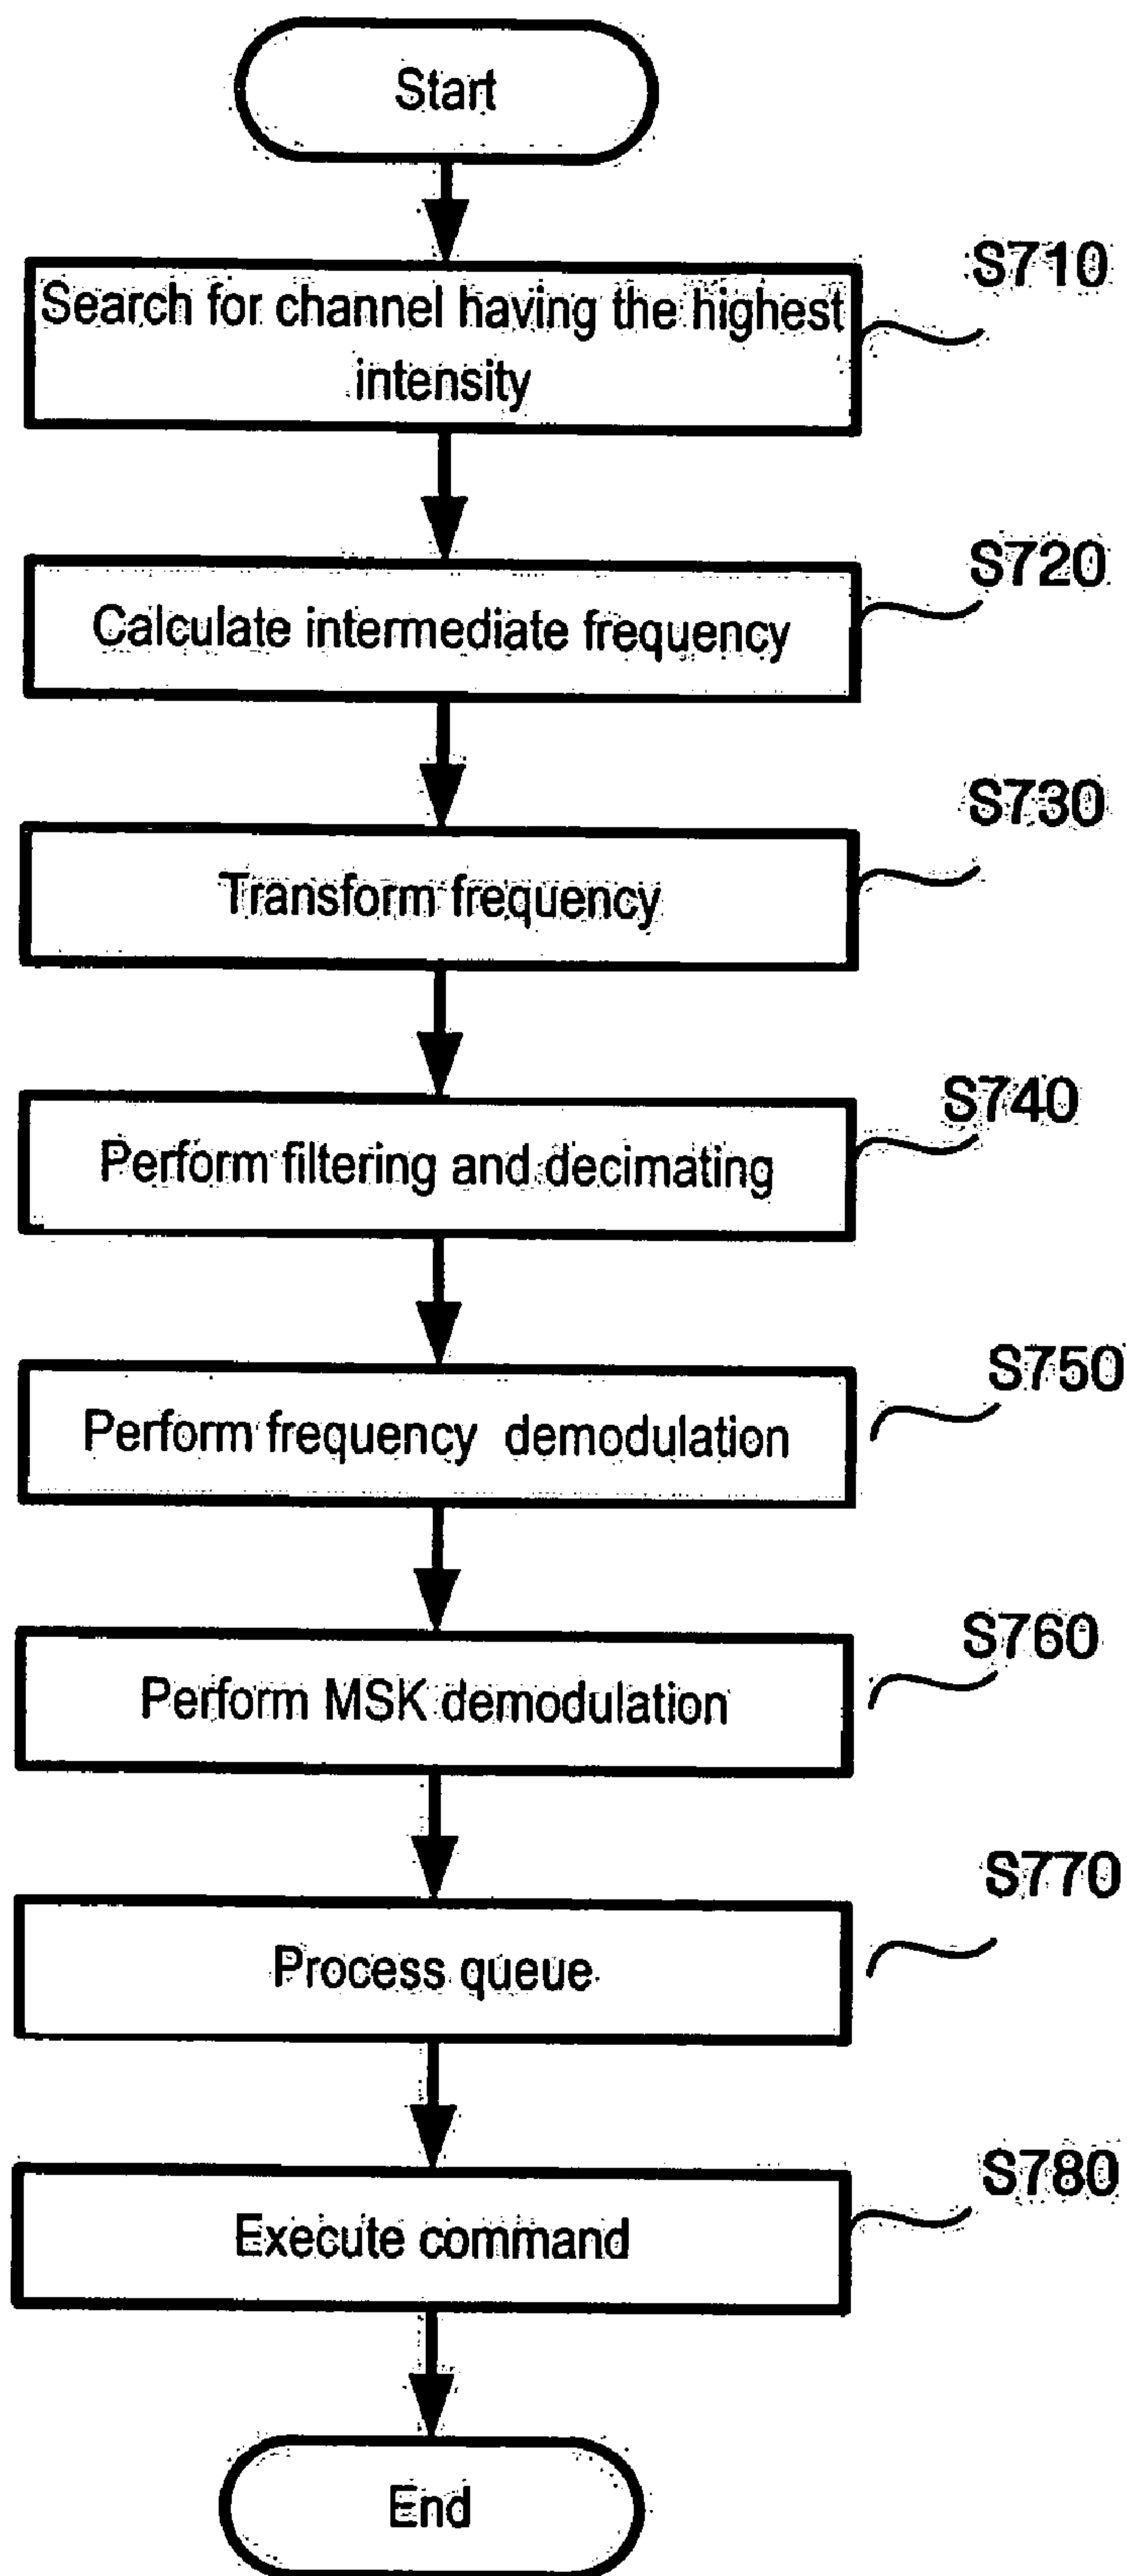 Start
S710
Search for channel having the highest
intensity
S720
Calculate intermediate frequency
S730
Transform frequency
S740
Perform filtering and decimating
S750
Perform frequency demodulation
S760
Perform MSK demodulation
S770
Process queue
S780
Execute command
End